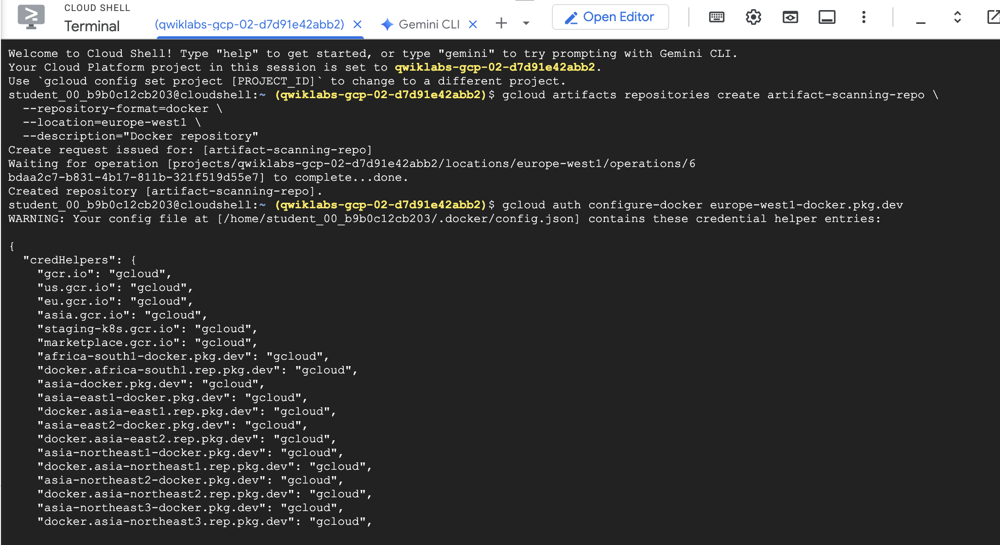 CLOUD SHELL
Terminal
(qwiklabs-gcp-02-d7d91e42abb2)
Gemini CLI
Open Editor
Welcome to Cloud Shell! Type "help" to get started, or type "gemini" to try prompting with Gemini CLI.
Your Cloud Platform project in this session is set to qwiklabs-gcp-02-d7d91e42abb2.
Use `gcloud config set project [PROJECT_ID]` to change to a different project.
student_00_b9b0c12cb203@cloudshell:~ (qwiklabs-gcp-02-d7d91e42abb2)$ gcloud artifacts repositories create artifact-scanning-repo \
  --repository-format=docker \
  --location=europe-west1 \
  --description="Docker repository"
Create request issued for: [artifact-scanning-repo]
Waiting for operation [projects/qwiklabs-gcp-02-d7d91e42abb2/locations/europe-west1/operations/6
bdaa2c7-b831-4b17-811b-321f519d55e7] to complete...done.
Created repository [artifact-scanning-repo].
student_00_b9b0c12cb203@cloudshell:~ (qwiklabs-gcp-02-d7d91e42abb2)$ gcloud auth configure-docker europe-west1-docker.pkg.dev
WARNING: Your config file at [/home/student_00_b9b0c12cb203/.docker/config.json] contains these credential helper entries:
{
  "credHelpers": {
    "gcr.io": "gcloud",
    "us.gcr.io": "gcloud",
    "eu.gcr.io": "gcloud",
    "asia.gcr.io": "gcloud",
    "staging-k8s.gcr.io": "gcloud",
    "marketplace.gcr.io": "gcloud",
    "africa-south1-docker.pkg.dev": "gcloud",
    "docker.africa-south1.rep.pkg.dev": "gcloud",
    "asia-docker.pkg.dev": "gcloud",
    "asia-east1-docker.pkg.dev": "gcloud",
    "docker.asia-east1.rep.pkg.dev": "gcloud",
    "asia-east2-docker.pkg.dev": "gcloud",
    "docker.asia-east2.rep.pkg.dev": "gcloud",
    "asia-northeast1-docker.pkg.dev": "gcloud",
    "docker.asia-northeast1.rep.pkg.dev": "gcloud",
    "asia-northeast2-docker.pkg.dev": "gcloud",
    "docker.asia-northeast2.rep.pkg.dev": "gcloud",
    "asia-northeast3-docker.pkg.dev": "gcloud",
    "docker.asia-northeast3.rep.pkg.dev": "gcloud",